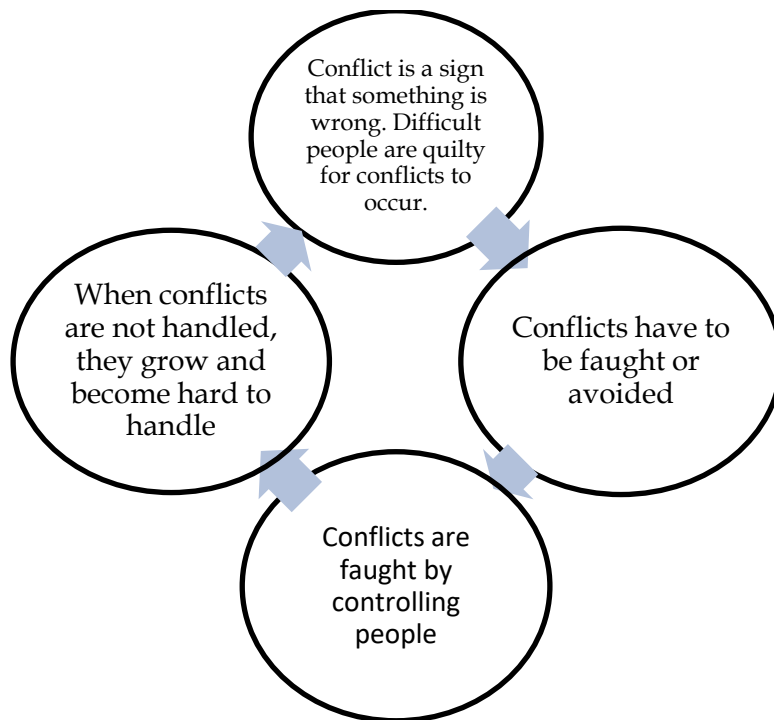 Conflict is a sign
that something is
wrong. Difficult
people are quilty
for conflicts to
occur.
Conflicts have to
be faught or
avoided
Conflicts are
faught by
controlling
people
When conflicts
are not handled,
they grow and
become hard to
handle